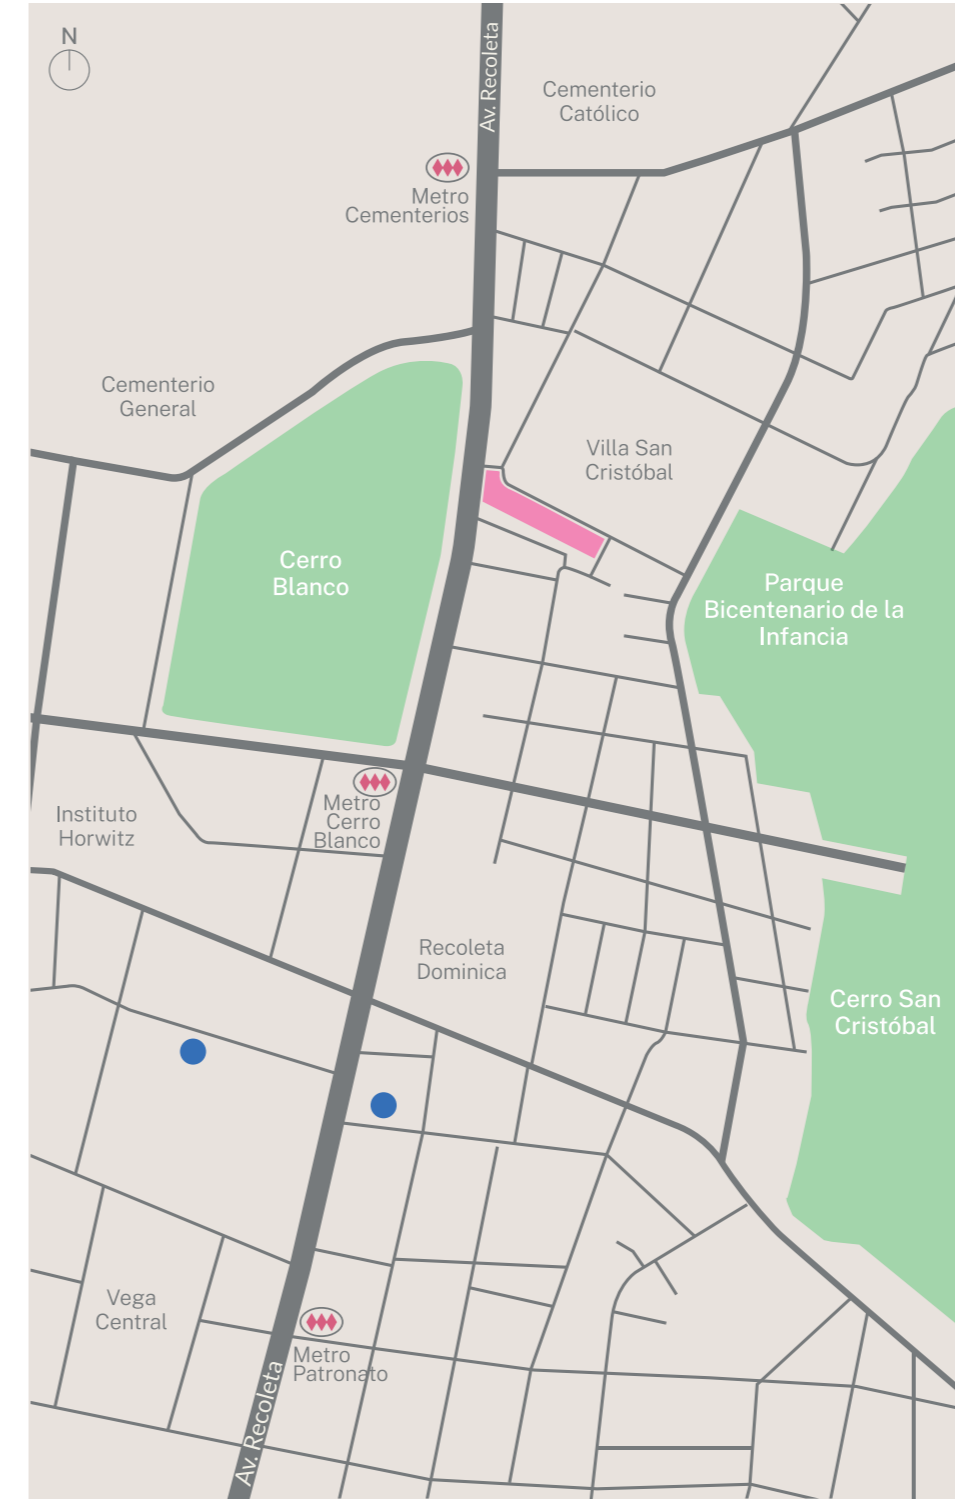 N
Av. Recoleta
Cementerio
Católico
Metro
Cementerios
Cementerio
General
Villa San
Cristóbal
Cerro
Blanco
Parque
Bicentenario de la
Infancia
Metro
Cerro
Blanco
Instituto
Horwitz
Recoleta
Dominica
Cerro San
Cristóbal
Vega
Central
Metro
Patronato
Av. Recoleta